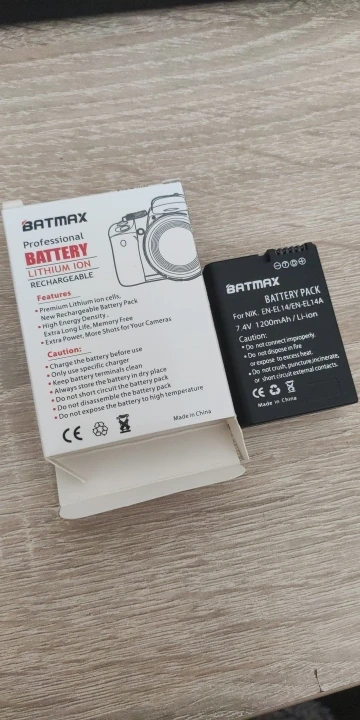 BATMAX
Professional
BATTERY
LITHIUM ION
RECHARGEABLE
Features
• Premium Lithium ion cells,
New Rechargeable Battery Pack
• High Energy Density,
Extra Long Life, Memory Free
• Extra Power, More Shots for Your Cameras
Caution:
• Charge the battery before use
• Only use specific charger
• Keep battery terminals clean
• Always store the battery in dry place
• Do not short circuit the battery pack
• Do not disassemble the battery pack
• Do not expose the battery to high temperature
CE
Made in China
BATMAX
BATTERY PACK
For NIK. EN-EL14/EN-EL14A
7.4V 1200mAh / Li-ion
Caution:
• Do not connect improperly.
• Do not dispose in fire
or expose to excess heat.
• Do not crush, puncture, incinerate,
or short circuit external contacts.
CE
Made in China